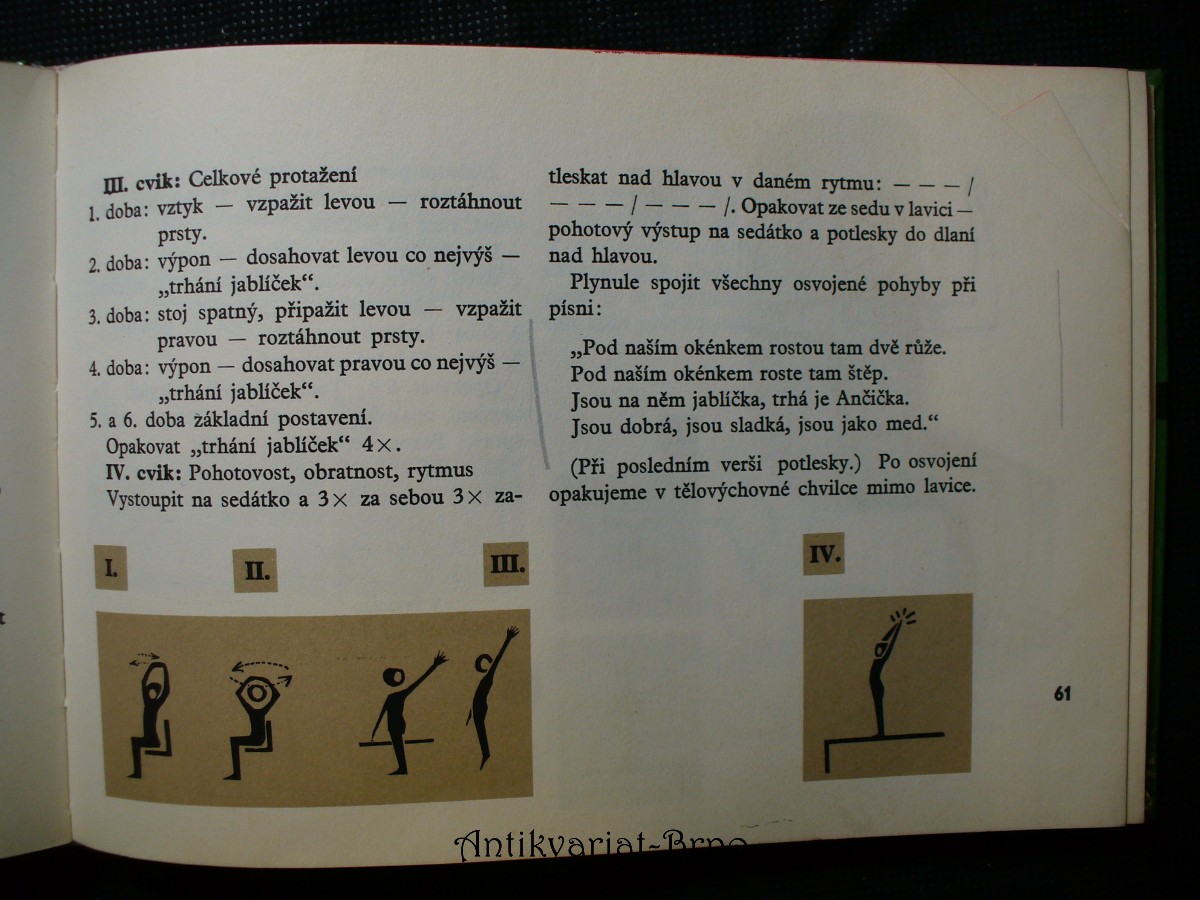 III. cvik: Celkové protažení
1. doba: vztyk — vzpažit levou — roztáhnout
prsty.
2. doba: výpon — dosahovat levou co nejvýš —
„trhání jablíček“.
3. doba: stoj spatný, připažit levou — vzpažit
pravou — roztáhnout prsty.
4. doba: výpon — dosahovat pravou co nejvýš —
„trhání jablíček“.
5. a 6. doba základní postavení.
Opakovat „trhání jablíček“ 4×.
IV. cvik: Pohotovost, obratnost, rytmus
Vystoupit na sedátko a 3× za sebou 3× za-
tleskat nad hlavou v daném rytmu: — — — /
— — — / — — — /. Opakovat ze sedu v lavici —
pohotový výstup na sedátko a potlesky do dlaní
nad hlavou.
Plynule spojit všechny osvojené pohyby při
písni:
„Pod naším okénkem rostou tam dvě růže.
Pod naším okénkem roste tam štěp.
Jsou na něm jablíčka, trhá je Ančička.
Jsou dobrá, jsou sladká, jsou jako med.“
(Při posledním verši potlesky.) Po osvojení
opakujeme v tělovýchovné chvilce mimo lavice.
I.
II.
III.
IV.
61
Antikvariat-Brno